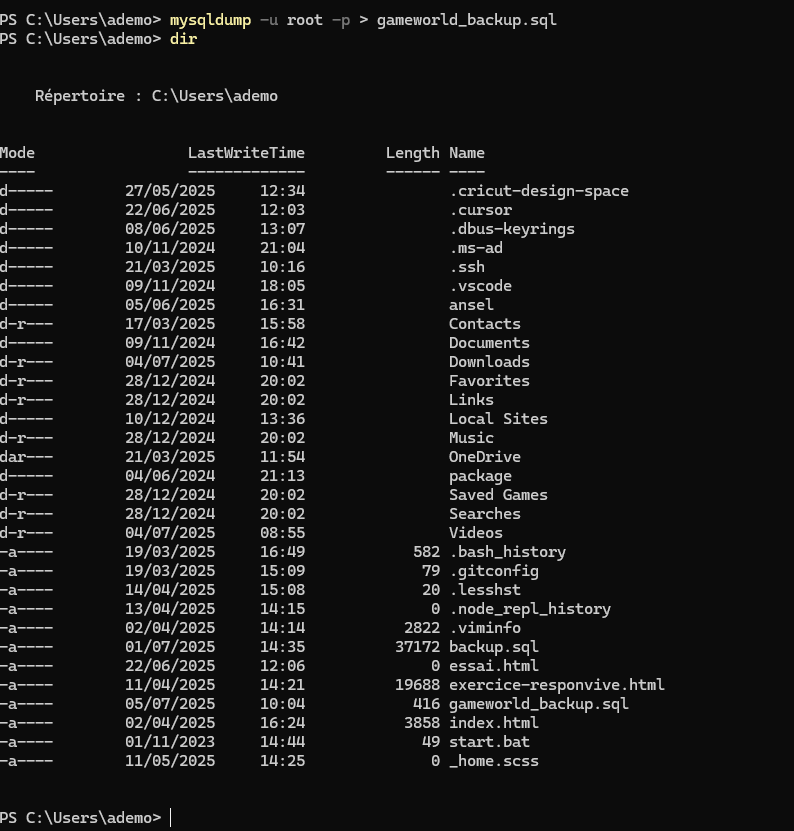 PS C:\Users\ademo> mysqldump -u root -p > gameworld_backup.sql
PS C:\Users\ademo> dir
Répertoire : C:\Users\ademo
Mode LastWriteTime Length Name
---- ------------- ------ ----
d----- 27/05/2025 12:34 .cricut-design-space
d----- 22/06/2025 12:03 .cursor
d----- 08/06/2025 13:07 .dbus-keyrings
d----- 10/11/2024 21:04 .ms-ad
d----- 21/03/2025 10:16 .ssh
d----- 09/11/2024 18:05 .vscode
d----- 05/06/2025 16:31 ansel
d-r--- 17/03/2025 15:58 Contacts
d----- 09/11/2024 16:42 Documents
d-r--- 04/07/2025 10:41 Downloads
d-r--- 28/12/2024 20:02 Favorites
d-r--- 28/12/2024 20:02 Links
d----- 10/12/2024 13:36 Local Sites
d-r--- 28/12/2024 20:02 Music
dar--- 21/03/2025 11:54 OneDrive
d----- 04/06/2024 21:13 package
d-r--- 28/12/2024 20:02 Saved Games
d-r--- 28/12/2024 20:02 Searches
d-r--- 04/07/2025 08:55 Videos
-a---- 19/03/2025 16:49 582 .bash_history
-a---- 19/03/2025 15:09 79 .gitconfig
-a---- 14/04/2025 15:08 20 .lesshst
-a---- 13/04/2025 14:15 0 .node_repl_history
-a---- 02/04/2025 14:14 2822 .viminfo
-a---- 01/07/2025 14:35 37172 backup.sql
-a---- 22/06/2025 12:06 0 essai.html
-a---- 11/04/2025 14:21 19688 exercice-responvive.html
-a---- 05/07/2025 10:04 416 gameworld_backup.sql
-a---- 02/04/2025 16:24 3858 index.html
-a---- 01/11/2023 14:44 49 start.bat
-a---- 11/05/2025 14:25 0 _home.scss
PS C:\Users\ademo>